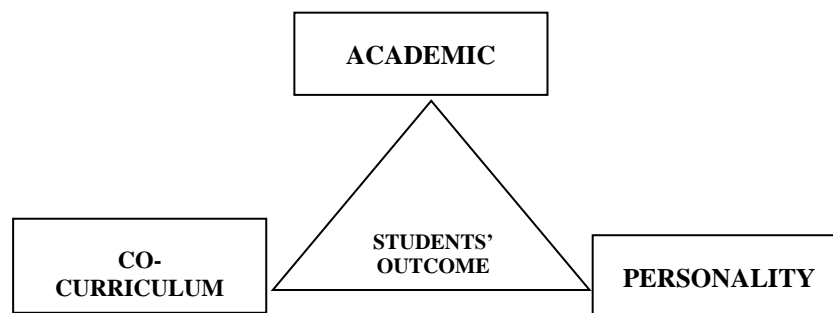 ACADEMIC
STUDENTS’
OUTCOME
CO-
CURRICULUM
PERSONALITY